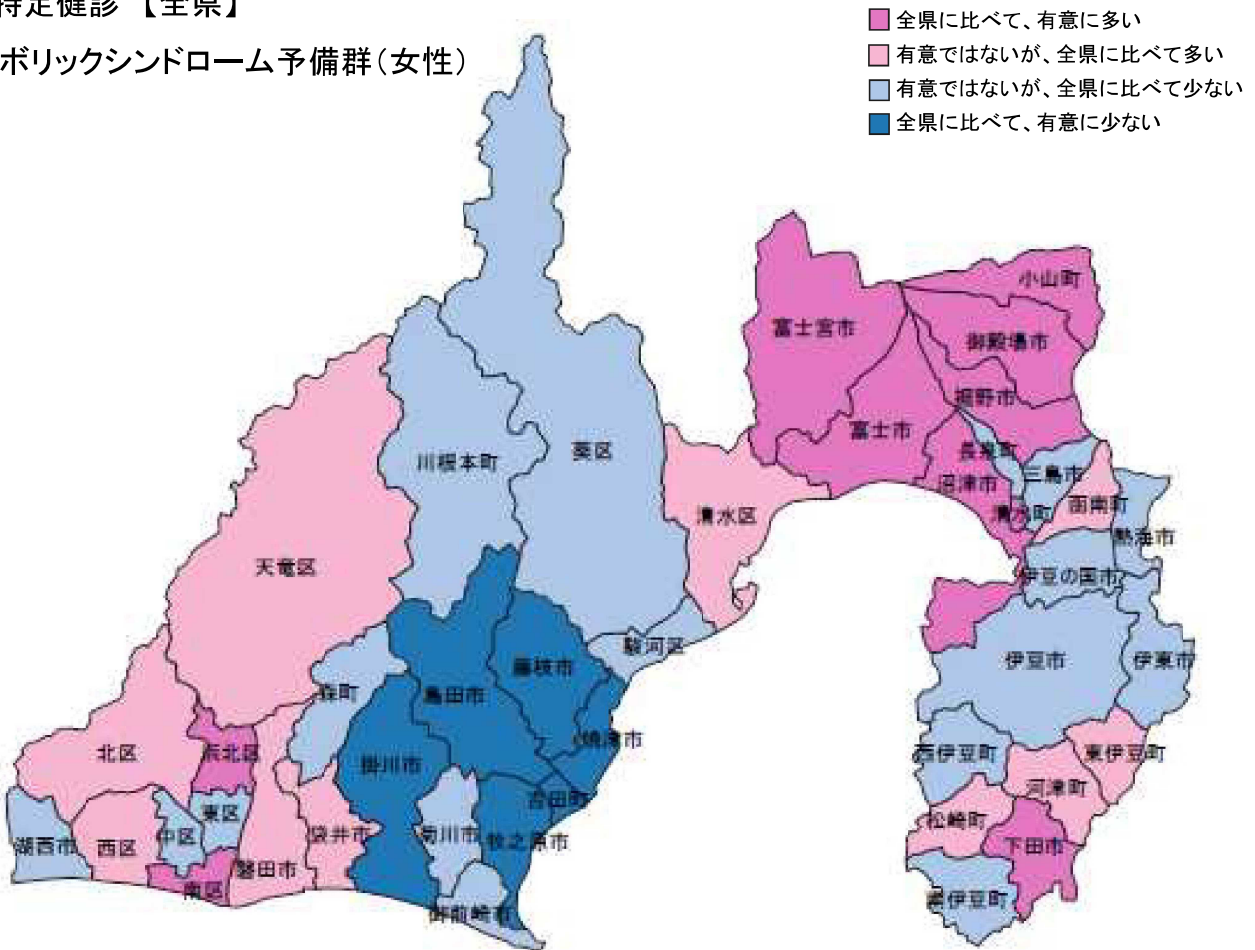 特定健診 【全県】
ボリックシンドローム予備群(女性)
全県に比べて、有意に多い
有意ではないが、全県に比べて多い
有意ではないが、全県に比べて少ない
全県に比べて、有意に少ない
小山町
富士宮市
御殿場市
裾野市
富士市
長泉町
川根本町
葵区
三島市
沼津市
函南町
清水区
清水町
熱海市
天竜区
伊豆の国市
駿河区
伊豆市
伊東市
藤枝市
森町
島田市
焼津市
北区
浜北区
西伊豆町
東伊豆町
掛川市
河津町
吉田町
東区
松崎町
湖西市
西区
中区
袋井市
菊川市
牧之原市
下田市
磐田市
南区
南伊豆町
御前崎市